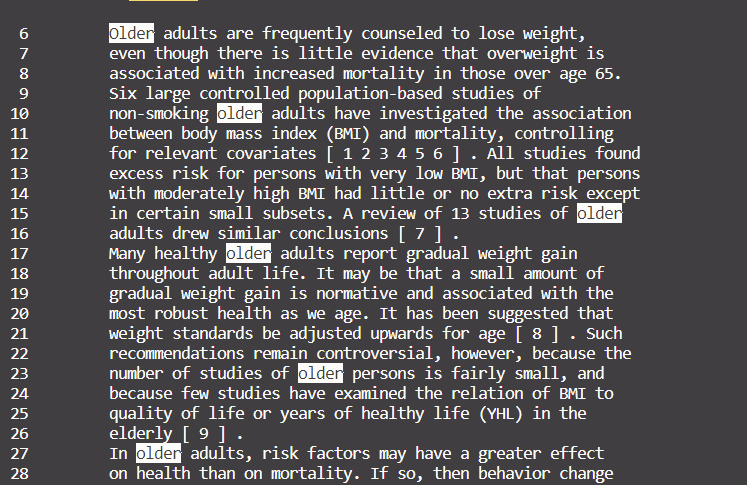 6 Older adults are frequently counseled to lose weight,
7 even though there is little evidence that overweight is
8 associated with increased mortality in those over age 65.
9 Six large controlled population-based studies of
10 non-smoking older adults have investigated the association
11 between body mass index (BMI) and mortality, controlling
12 for relevant covariates [ 1 2 3 4 5 6 ] . All studies found
13 excess risk for persons with very low BMI, but that persons
14 with moderately high BMI had little or no extra risk except
15 in certain small subsets. A review of 13 studies of older
16 adults drew similar conclusions [ 7 ] .
17 Many healthy older adults report gradual weight gain
18 throughout adult life. It may be that a small amount of
19 gradual weight gain is normative and associated with the
20 most robust health as we age. It has been suggested that
21 weight standards be adjusted upwards for age [ 8 ] . Such
22 recommendations remain controversial, however, because the
23 number of studies of older persons is fairly small, and
24 because few studies have examined the relation of BMI to
25 quality of life or years of healthy life (YHL) in the
26 elderly [ 9 ] .
27 In older adults, risk factors may have a greater effect
28 on health than on mortality. If so, then behavior change